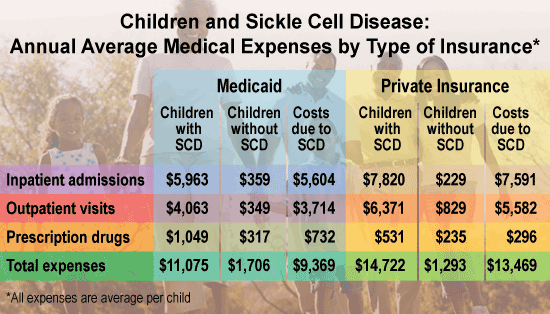 Children and Sickle Cell Disease:
Annual Average Medical Expenses by Type of Insurance*
Medicaid Private Insurance
Children with SCD Children without SCD Costs due to SCD Children with SCD Children without SCD Costs due to SCD
Inpatient admissions $5,963 $359 $5,604 $7,820 $229 $7,591
Outpatient visits $4,063 $349 $3,714 $6,371 $829 $5,582
Prescription drugs $1,049 $317 $732 $531 $235 $296
Total expenses $11,075 $1,706 $9,369 $14,722 $1,293 $13,469
*All expenses are average per child